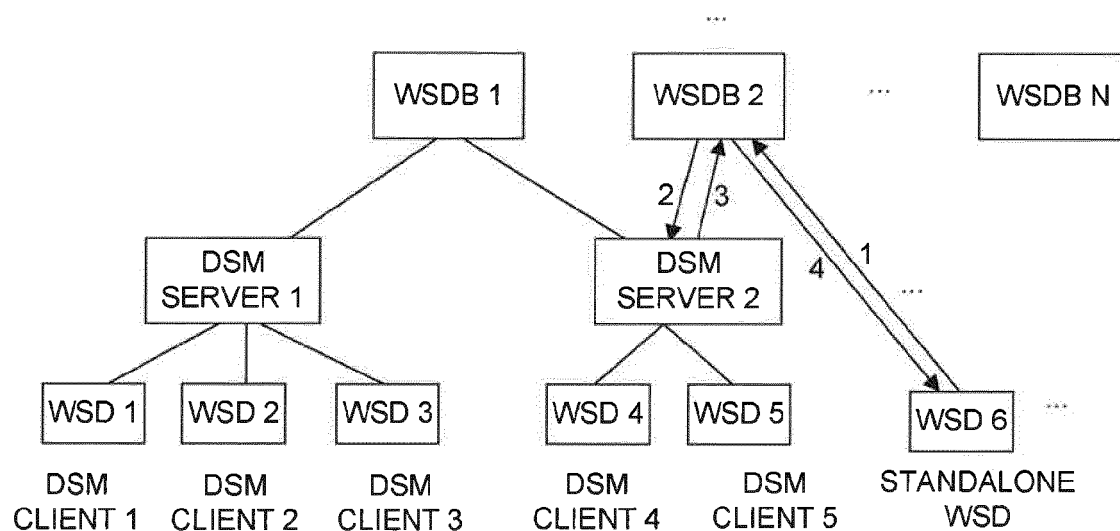 ...
WSDB 1
WSDB 2
...
WSDB N
2
3
DSM
SERVER 1
DSM
SERVER 2
4
1
...
WSD 1
WSD 2
WSD 3
WSD 4
WSD 5
WSD 6
...
DSM
CLIENT 1
DSM
CLIENT 2
DSM
CLIENT 3
DSM
CLIENT 4
DSM
CLIENT 5
STANDALONE
WSD